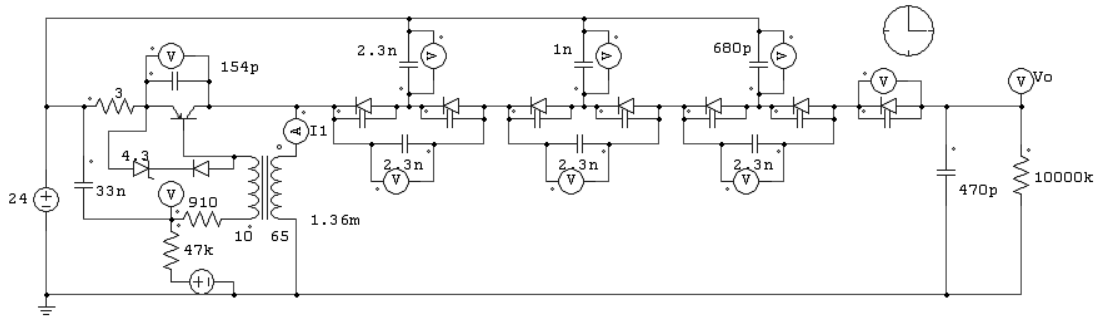 2.3n
V
1n
V
680p
V
V
154p
V
V
Vo
3
A
I1
4.3
2.3n
2.3n
2.3n
33n
V
V
V
V
24
910
10
65
1.36m
470p
10000k
47k